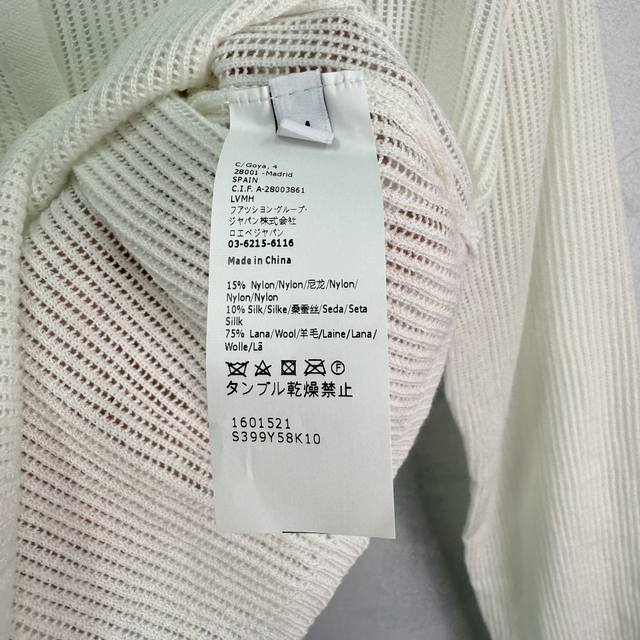 C/Goya, 4
28001 - Madrid
SPAIN
C.I.F. A-28003861
LVMH
ファッション・グループ・
ジャパン株式会社
ロエベジャパン
03-6215-6116
Made in China
15% Nylon/Nylon/尼龙/Nylon/
Nylon/Nylon
10% Silk/Silke/桑蚕丝/Seda/Seta
Sillk
75% Lana/Wool/羊毛/Laine/Lana/
Wolle/Lã
F
タンブル乾燥禁止
1601521
S399Y58K10